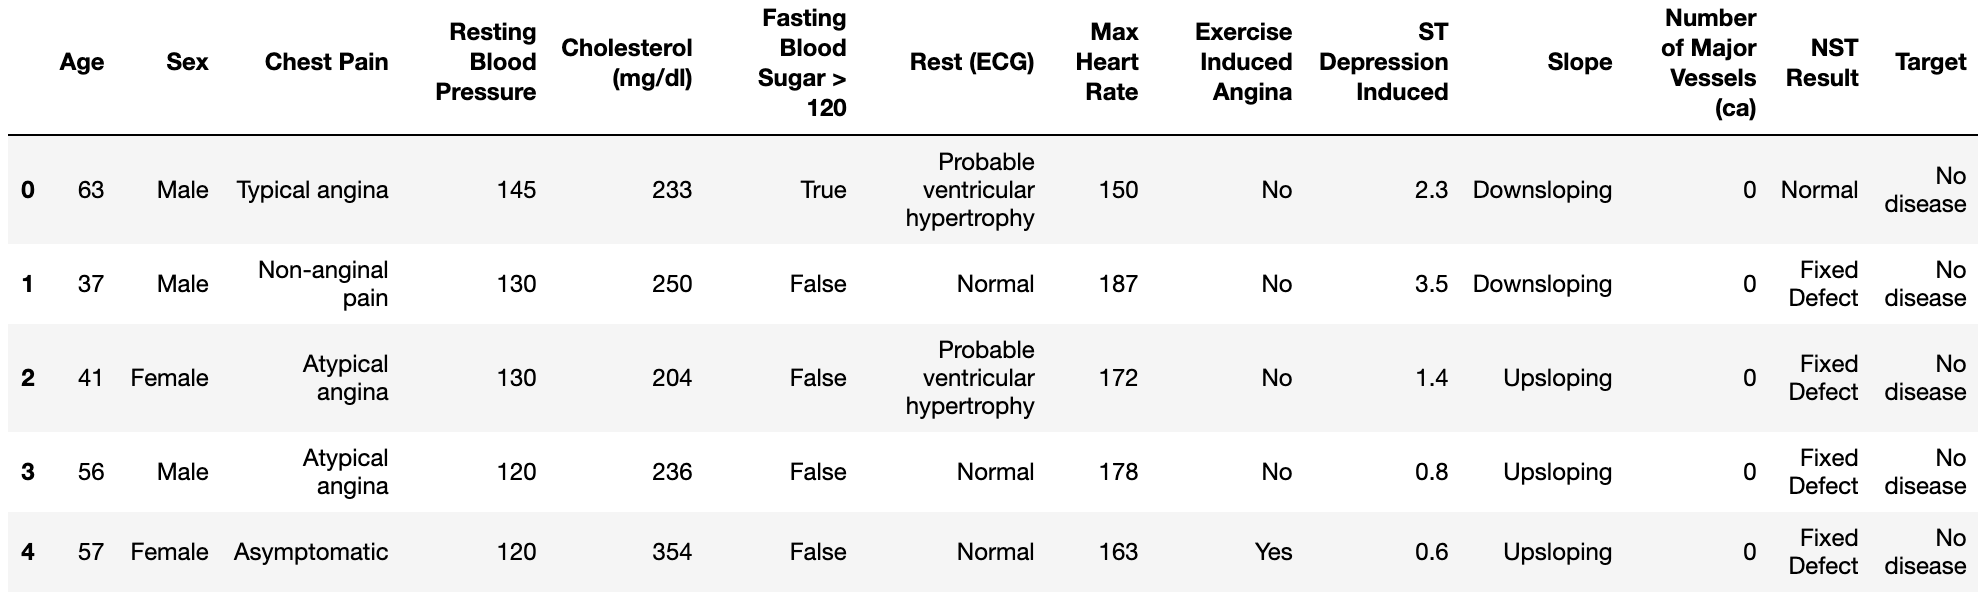 Age Sex Chest Pain Resting Blood Pressure Cholesterol (mg/dl) Fasting Blood Sugar > 120 Rest (ECG) Max Heart Rate Exercise Induced Angina ST Depression Induced Slope Number of Major Vessels (ca) NST Result Target
0 63 Male Typical angina 145 233 True Probable ventricular hypertrophy 150 No 2.3 Downsloping 0 Normal No disease
1 37 Male Non-anginal pain 130 250 False Normal 187 No 3.5 Downsloping 0 Fixed Defect No disease
2 41 Female Atypical angina 130 204 False Probable ventricular hypertrophy 172 No 1.4 Upsloping 0 Fixed Defect No disease
3 56 Male Atypical angina 120 236 False Normal 178 No 0.8 Upsloping 0 Fixed Defect No disease
4 57 Female Asymptomatic 120 354 False Normal 163 Yes 0.6 Upsloping 0 Fixed Defect No disease